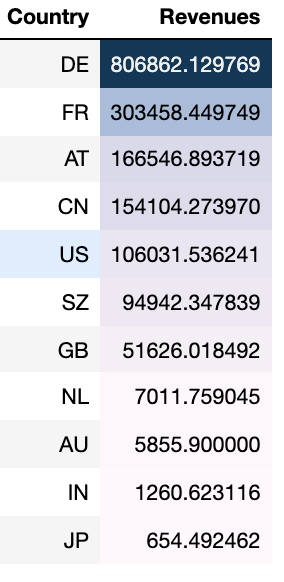 Country Revenues
DE 806862.129769
FR 303458.449749
AT 166546.893719
CN 154104.273970
US 106031.536241
SZ 94942.347839
GB 51626.018492
NL 7011.759045
AU 5855.900000
IN 1260.623116
JP 654.492462